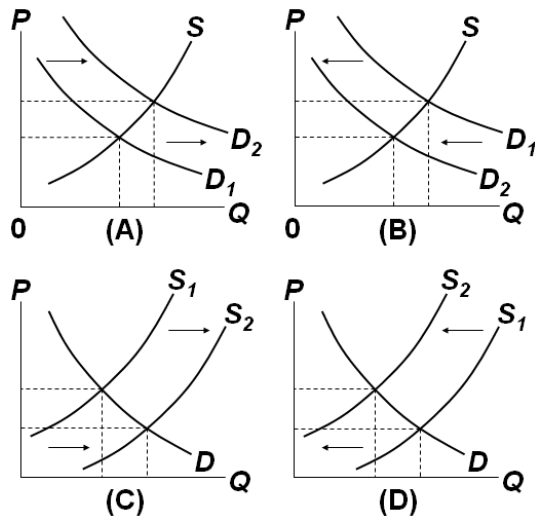 P S P
D₂ D₁
D₁ D₂
0 (A) Q 0 (B) Q
P S₁ S₂ P S₂ S₁
D D
(C) Q (D) Q